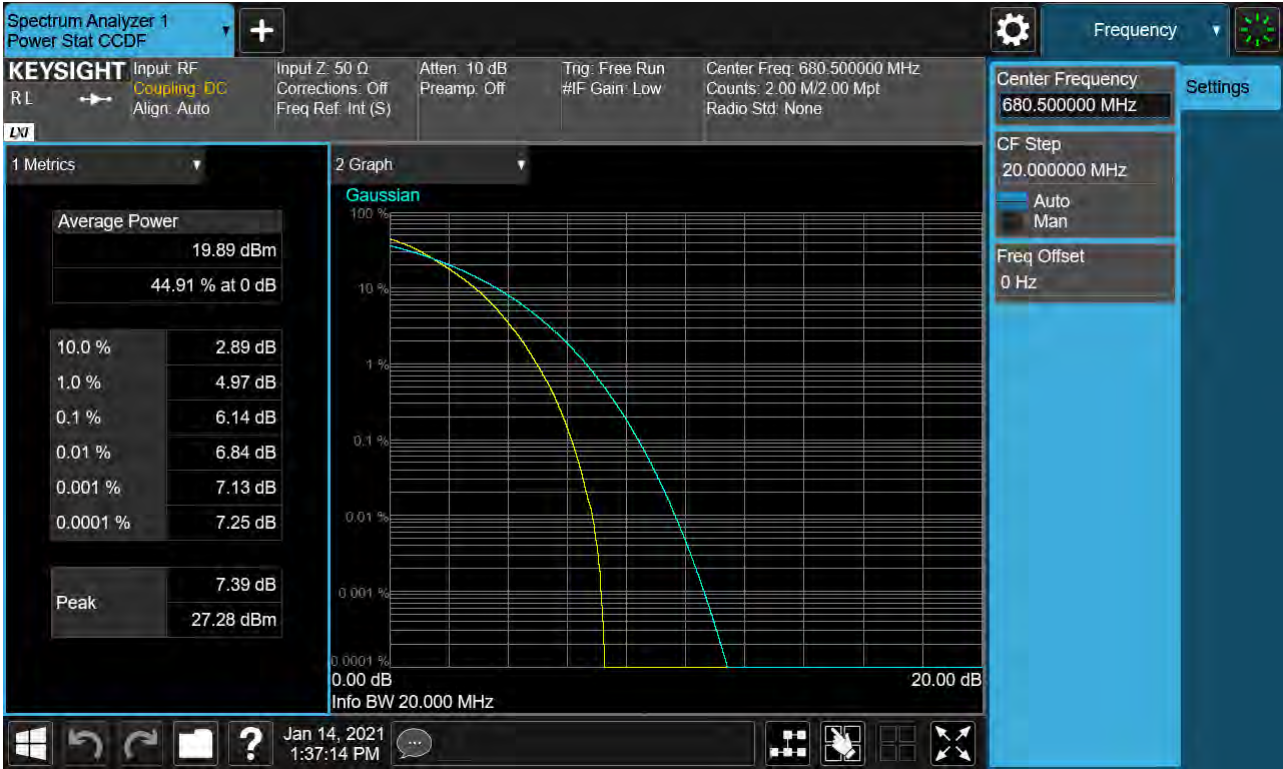 Spectrum Analyzer 1
Power Stat CCDF
Frequency
KEYSIGHT
R L
LXI
Input: RF
Coupling: DC
Align: Auto
Input Z: 50 Ω
Corrections: Off
Freq Ref: Int (S)
Atten: 10 dB
Preamp: Off
Trig: Free Run
#IF Gain: Low
Center Freq: 680.500000 MHz
Counts: 2.00 M/2.00 Mpt
Radio Std: None
Center Frequency
680.500000 MHz
Settings
CF Step
20.000000 MHz
Auto
Man
Freq Offset
0 Hz
1 Metrics
Average Power
19.89 dBm
44.91 % at 0 dB
10.0 % 2.89 dB
1.0 % 4.97 dB
0.1 % 6.14 dB
0.01 % 6.84 dB
0.001 % 7.13 dB
0.0001 % 7.25 dB
Peak
7.39 dB
27.28 dBm
2 Graph
Gaussian
100 %
10 %
1 %
0.1 %
0.01 %
0.001 %
0.0001 %
0.00 dB 20.00 dB
Info BW 20.000 MHz
?
Jan 14, 2021
1:37:14 PM